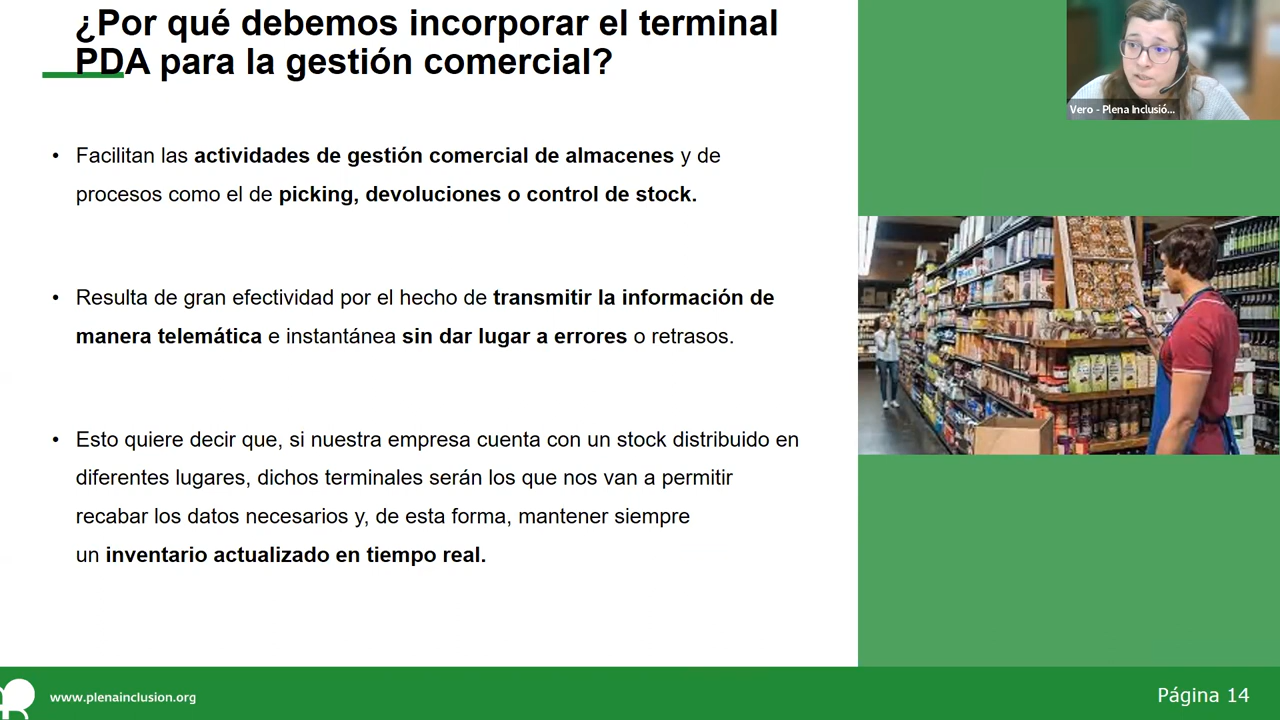 ¿Por qué debemos incorporar el terminal
PDA para la gestión comercial?
Vero - Plena Inclusió...
• Facilitan las actividades de gestión comercial de almacenes y de
procesos como el de picking, devoluciones o control de stock.
• Resulta de gran efectividad por el hecho de transmitir la información de
manera telemática e instantánea sin dar lugar a errores o retrasos.
• Esto quiere decir que, si nuestra empresa cuenta con un stock distribuido en
diferentes lugares, dichos terminales serán los que nos van a permitir
recabar los datos necesarios y, de esta forma, mantener siempre
un inventario actualizado en tiempo real.
www.plenainclusion.org
Página 14